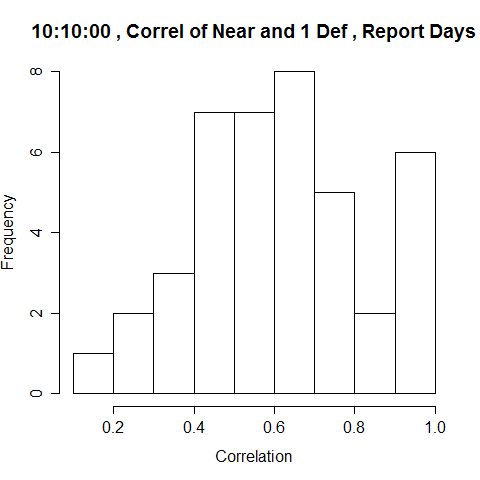 10:10:00 , Correl of Near and 1 Def , Report Days
Frequency
8
6
4
2
0
0.2 0.4 0.6 0.8 1.0
Correlation